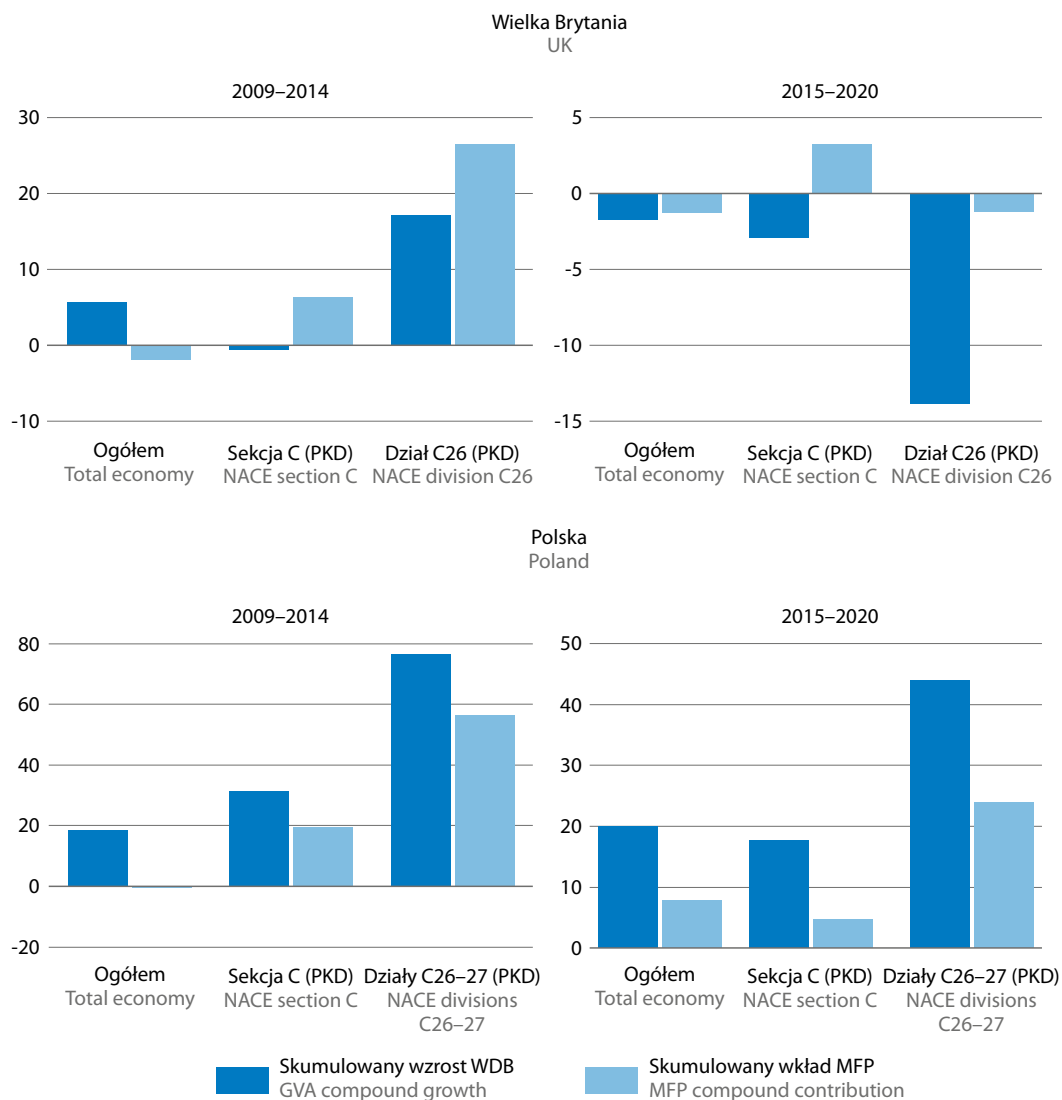 Wielka Brytania
UK
2009–2014
2015–2020
30
20
10
0
-10
5
0
-5
-10
-15
Ogółem
Total economy
Sekcja C (PKD)
NACE section C
Dział C26 (PKD)
NACE division C26
Ogółem
Total economy
Sekcja C (PKD)
NACE section C
Dział C26 (PKD)
NACE division C26
Polska
Poland
2009–2014
2015–2020
80
60
40
20
0
-20
50
40
30
20
10
0
Ogółem
Total economy
Sekcja C (PKD)
NACE section C
Działy C26–27 (PKD)
NACE divisions
C26–27
Ogółem
Total economy
Sekcja C (PKD)
NACE section C
Działy C26–27 (PKD)
NACE divisions
C26–27
Skumulowany wzrost WDB
GVA compound growth
Skumulowany wkład MFP
MFP compound contribution